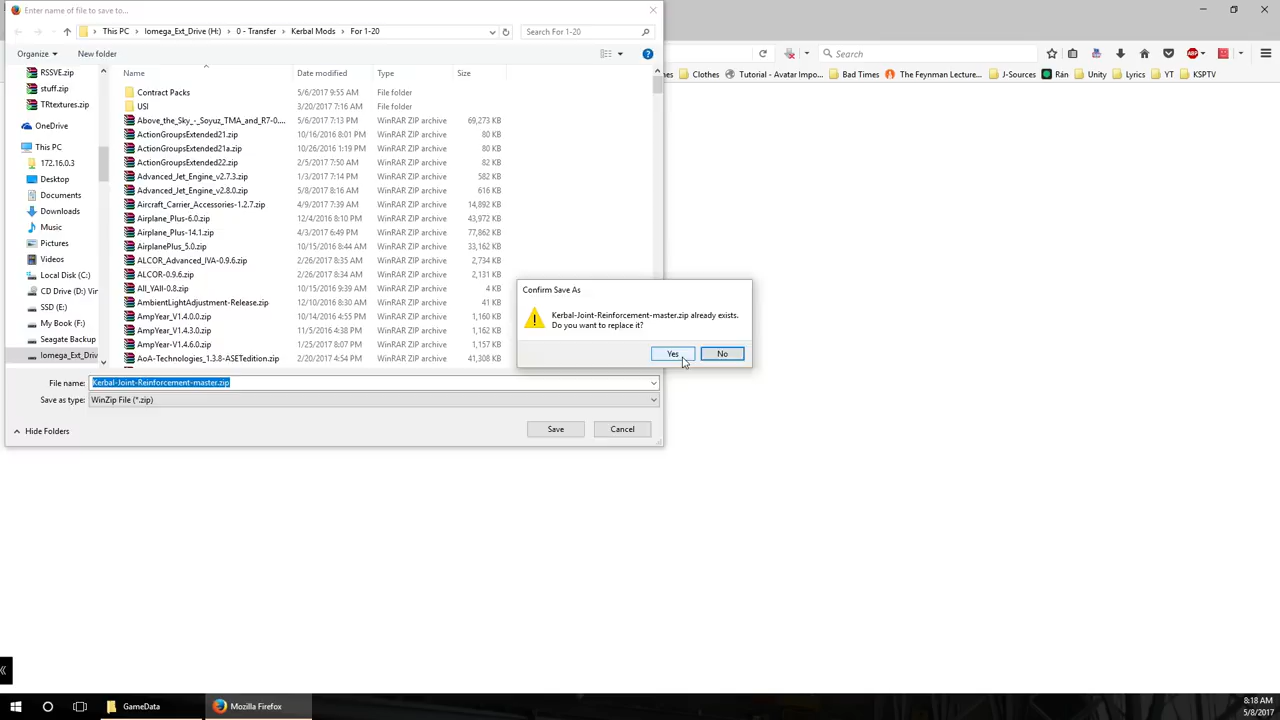 Enter name of file to save to...
This PC > Iomega_Ext_Drive (H:) > 0 - Transfer > Kerbal Mods > For 1-20
Search For 1-20
Search
Organize
New folder
Clothes
Tutorial - Avatar Impo...
Bad Times
The Feynman Lecture...
J-Sources
Rán
Unity
Lyrics
YT
KSPTV
RSSVE.zip
stuff.zip
TRtextures.zip
OneDrive
This PC
172.16.0.3
Desktop
Documents
Downloads
Music
Pictures
Videos
Local Disk (C:)
CD Drive (D:) Vir
SSD (E:)
My Book (F:)
Seagate Backup
Iomega_Ext_Driv
Name Date modified Type Size
Contract Packs 5/6/2017 9:55 AM File folder
USI 3/20/2017 7:16 AM File folder
Above_the_Sky_-_Soyuz_TMA_and_R7-0.... 5/6/2017 7:13 PM WinRAR ZIP archive 69,273 KB
ActionGroupsExtended21.zip 10/16/2016 8:01 PM WinRAR ZIP archive 80 KB
ActionGroupsExtended21a.zip 10/26/2016 1:19 PM WinRAR ZIP archive 80 KB
ActionGroupsExtended22.zip 2/5/2017 7:50 AM WinRAR ZIP archive 82 KB
Advanced_Jet_Engine_v2.7.3.zip 1/3/2017 7:14 PM WinRAR ZIP archive 582 KB
Advanced_Jet_Engine_v2.8.0.zip 5/8/2017 8:16 AM WinRAR ZIP archive 616 KB
Aircraft_Carrier_Accessories-1.2.7.zip 4/9/2017 7:39 AM WinRAR ZIP archive 14,892 KB
Airplane_Plus-6.0.zip 12/4/2016 8:10 PM WinRAR ZIP archive 43,972 KB
Airplane_Plus-14.1.zip 4/3/2017 6:49 PM WinRAR ZIP archive 77,862 KB
AirplanePlus_5.0.zip 10/15/2016 8:44 AM WinRAR ZIP archive 33,162 KB
ALCOR_Advanced_IVA-0.9.6.zip 2/26/2017 8:35 AM WinRAR ZIP archive 2,734 KB
ALCOR-0.9.6.zip 2/26/2017 8:34 AM WinRAR ZIP archive 2,131 KB
All_YAll-0.8.zip 10/15/2016 9:39 AM WinRAR ZIP archive 4 KB
AmbientLightAdjustment-Release.zip 12/10/2016 8:30 AM WinRAR ZIP archive 41 KB
AmpYear_V1.4.0.0.zip 10/14/2016 4:55 PM WinRAR ZIP archive 1,160 KB
AmpYear_V1.4.3.0.zip 11/5/2016 4:38 PM WinRAR ZIP archive 1,162 KB
AmpYear-V1.4.6.0.zip 1/25/2017 8:07 PM WinRAR ZIP archive 1,157 KB
AoA-Technologies_1.3.8-ASETedition.zip 2/20/2017 4:54 PM WinRAR ZIP archive 41,308 KB
Confirm Save As
Kerbal-Joint-Reinforcement-master.zip already exists.
Do you want to replace it?
Yes
No
File name: Kerbal-Joint-Reinforcement-master.zip
Save as type: WinZip File (*.zip)
Hide Folders
Save
Cancel
GameData
Mozilla Firefox
8:18 AM
5/8/2017